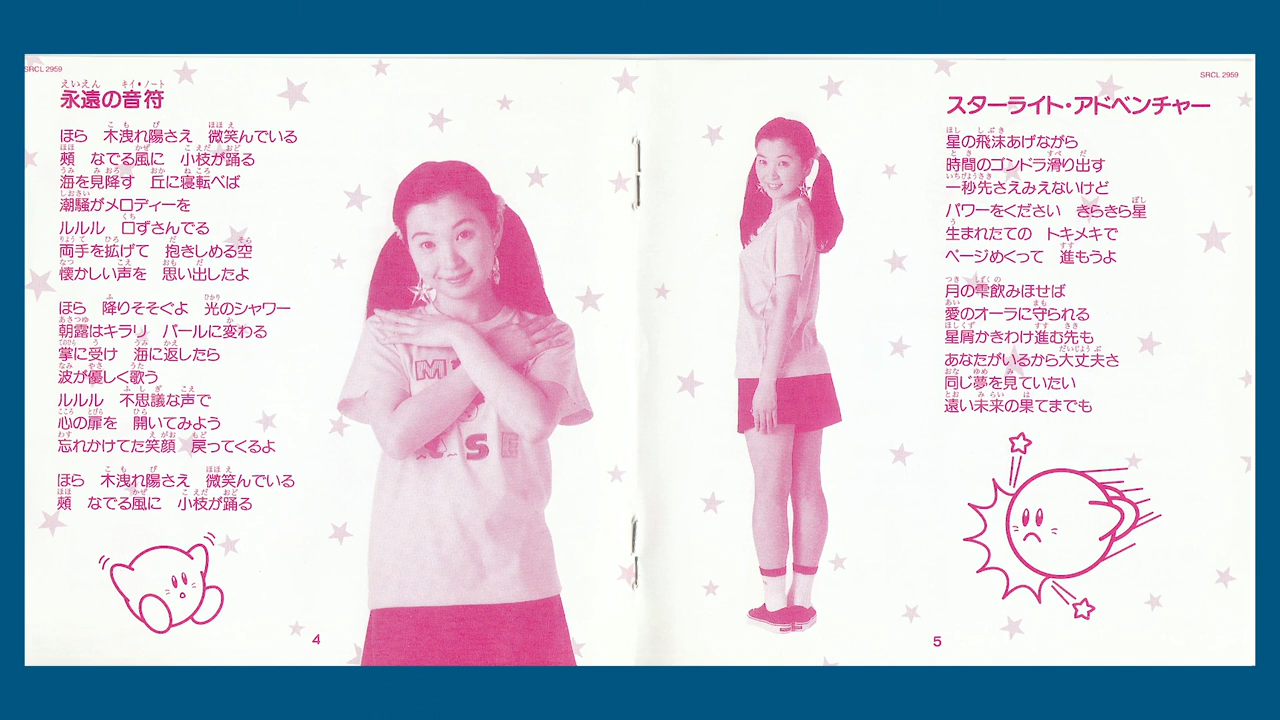 SRCL 2959
永遠の音符
えいえん キイ・ノート
ほら 木洩れ陽さえ 微笑んでいる
頬 なでる風に 小枝が踊る
海を見降す 丘に寝転べば
潮騒がメロディーを
ルルル 口ずさんでる
両手を拡げて 抱きしめる空
懐かしい声を 思い出したよ
ほら 降りそそぐよ 光のシャワー
朝露はキラリ パールに変わる
掌に受け 海に返したら
波が優しく歌う
ルルル 不思議な声で
心の扉を 開いてみよう
忘れかけてた笑顔 戻ってくるよ
ほら 木洩れ陽さえ 微笑んでいる
頬 なでる風に 小枝が踊る
4
SRCL 2959
スターライト・アドベンチャー
星の飛沫あげながら
時間のゴンドラ滑り出す
一秒先さえみえないけど
パワーをください きらきら星
生まれたての トキメキで
ページめくって 進もうよ
月の雫飲みほせば
愛のオーラに守られる
星屑かきわけ進む先も
あなたがいるから大丈夫さ
同じ夢を見ていたい
遠い未来の果てまでも
5